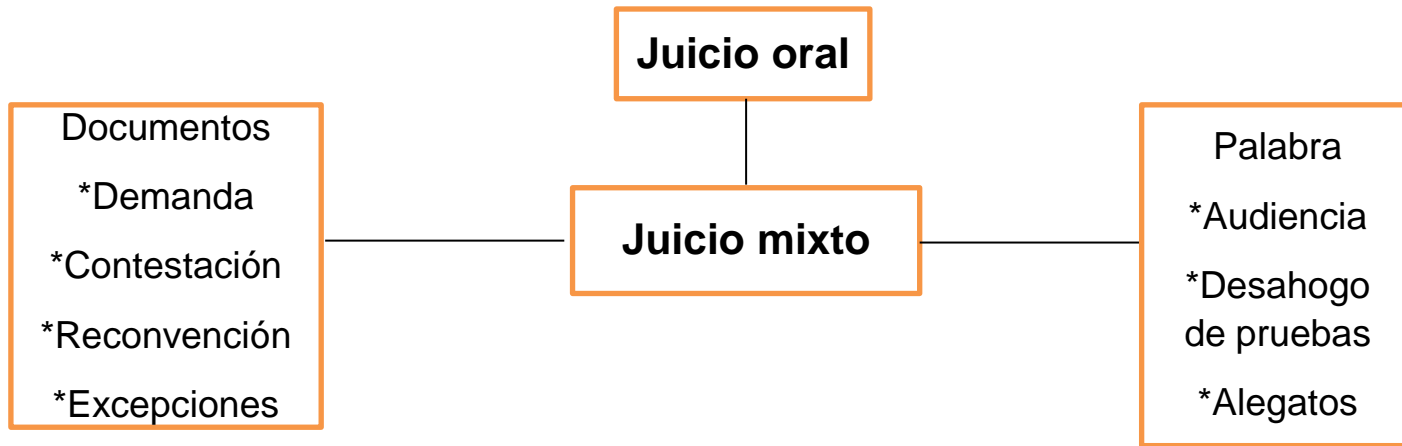 Juicio oral
Documentos
*Demanda
*Contestación
*Reconvención
*Excepciones
Juicio mixto
Palabra
*Audiencia
*Desahogo
de pruebas
*Alegatos